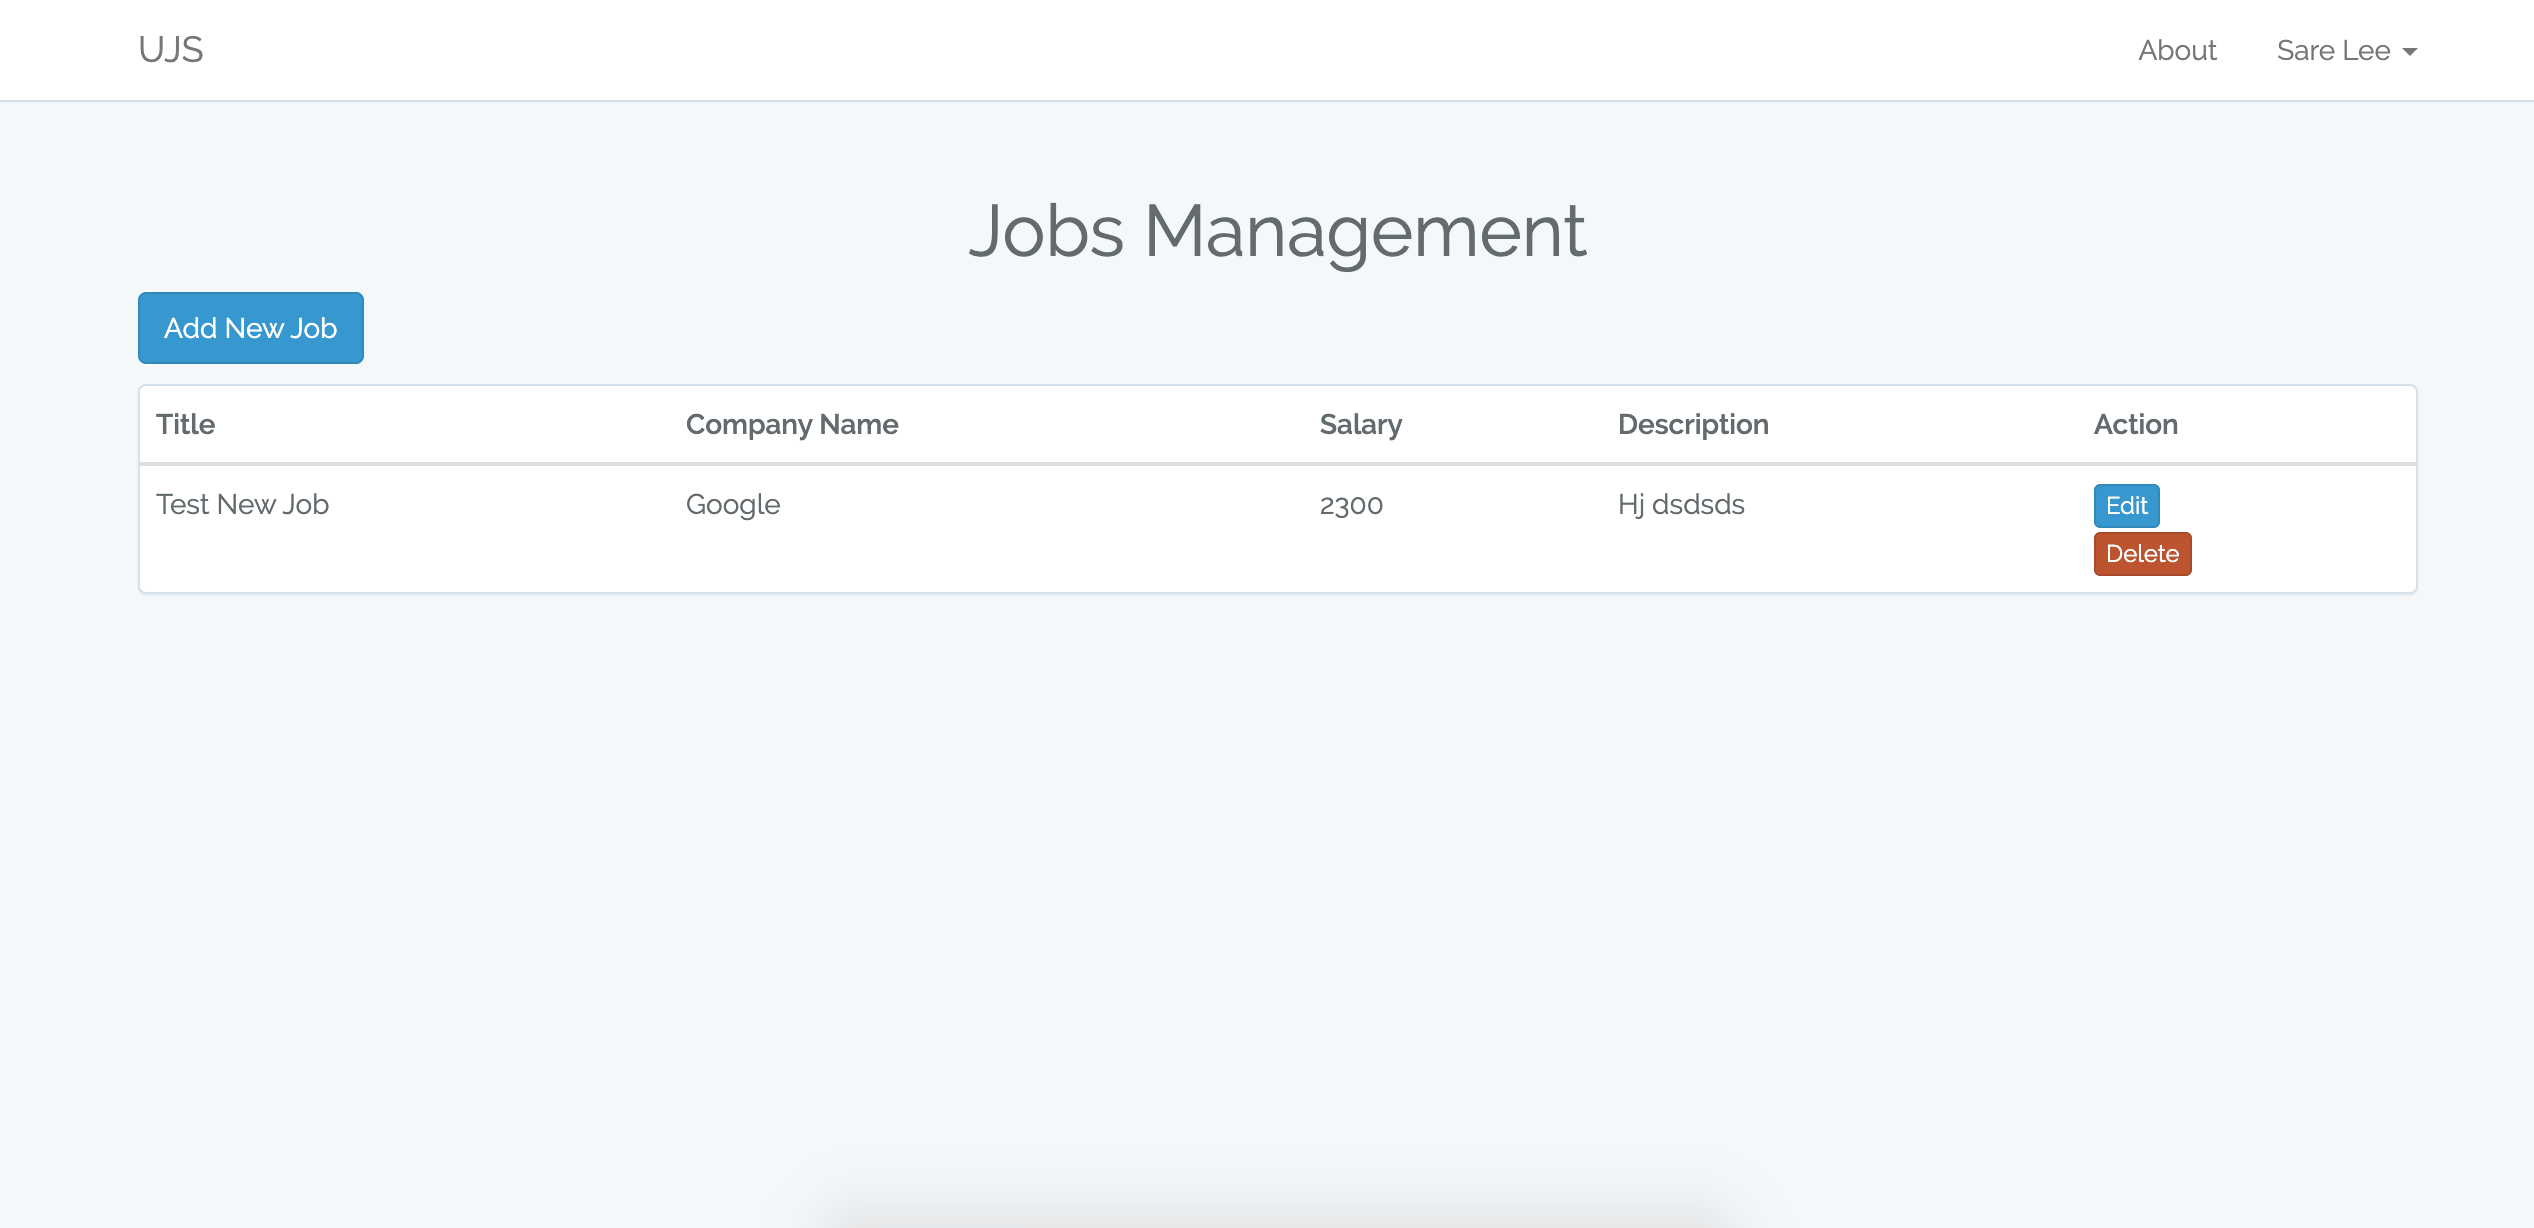 UJS About Sare Lee
Jobs Management
Add New Job
Title Company Name Salary Description Action
Test New Job Google 2300 Hj dsdsds Edit
Delete